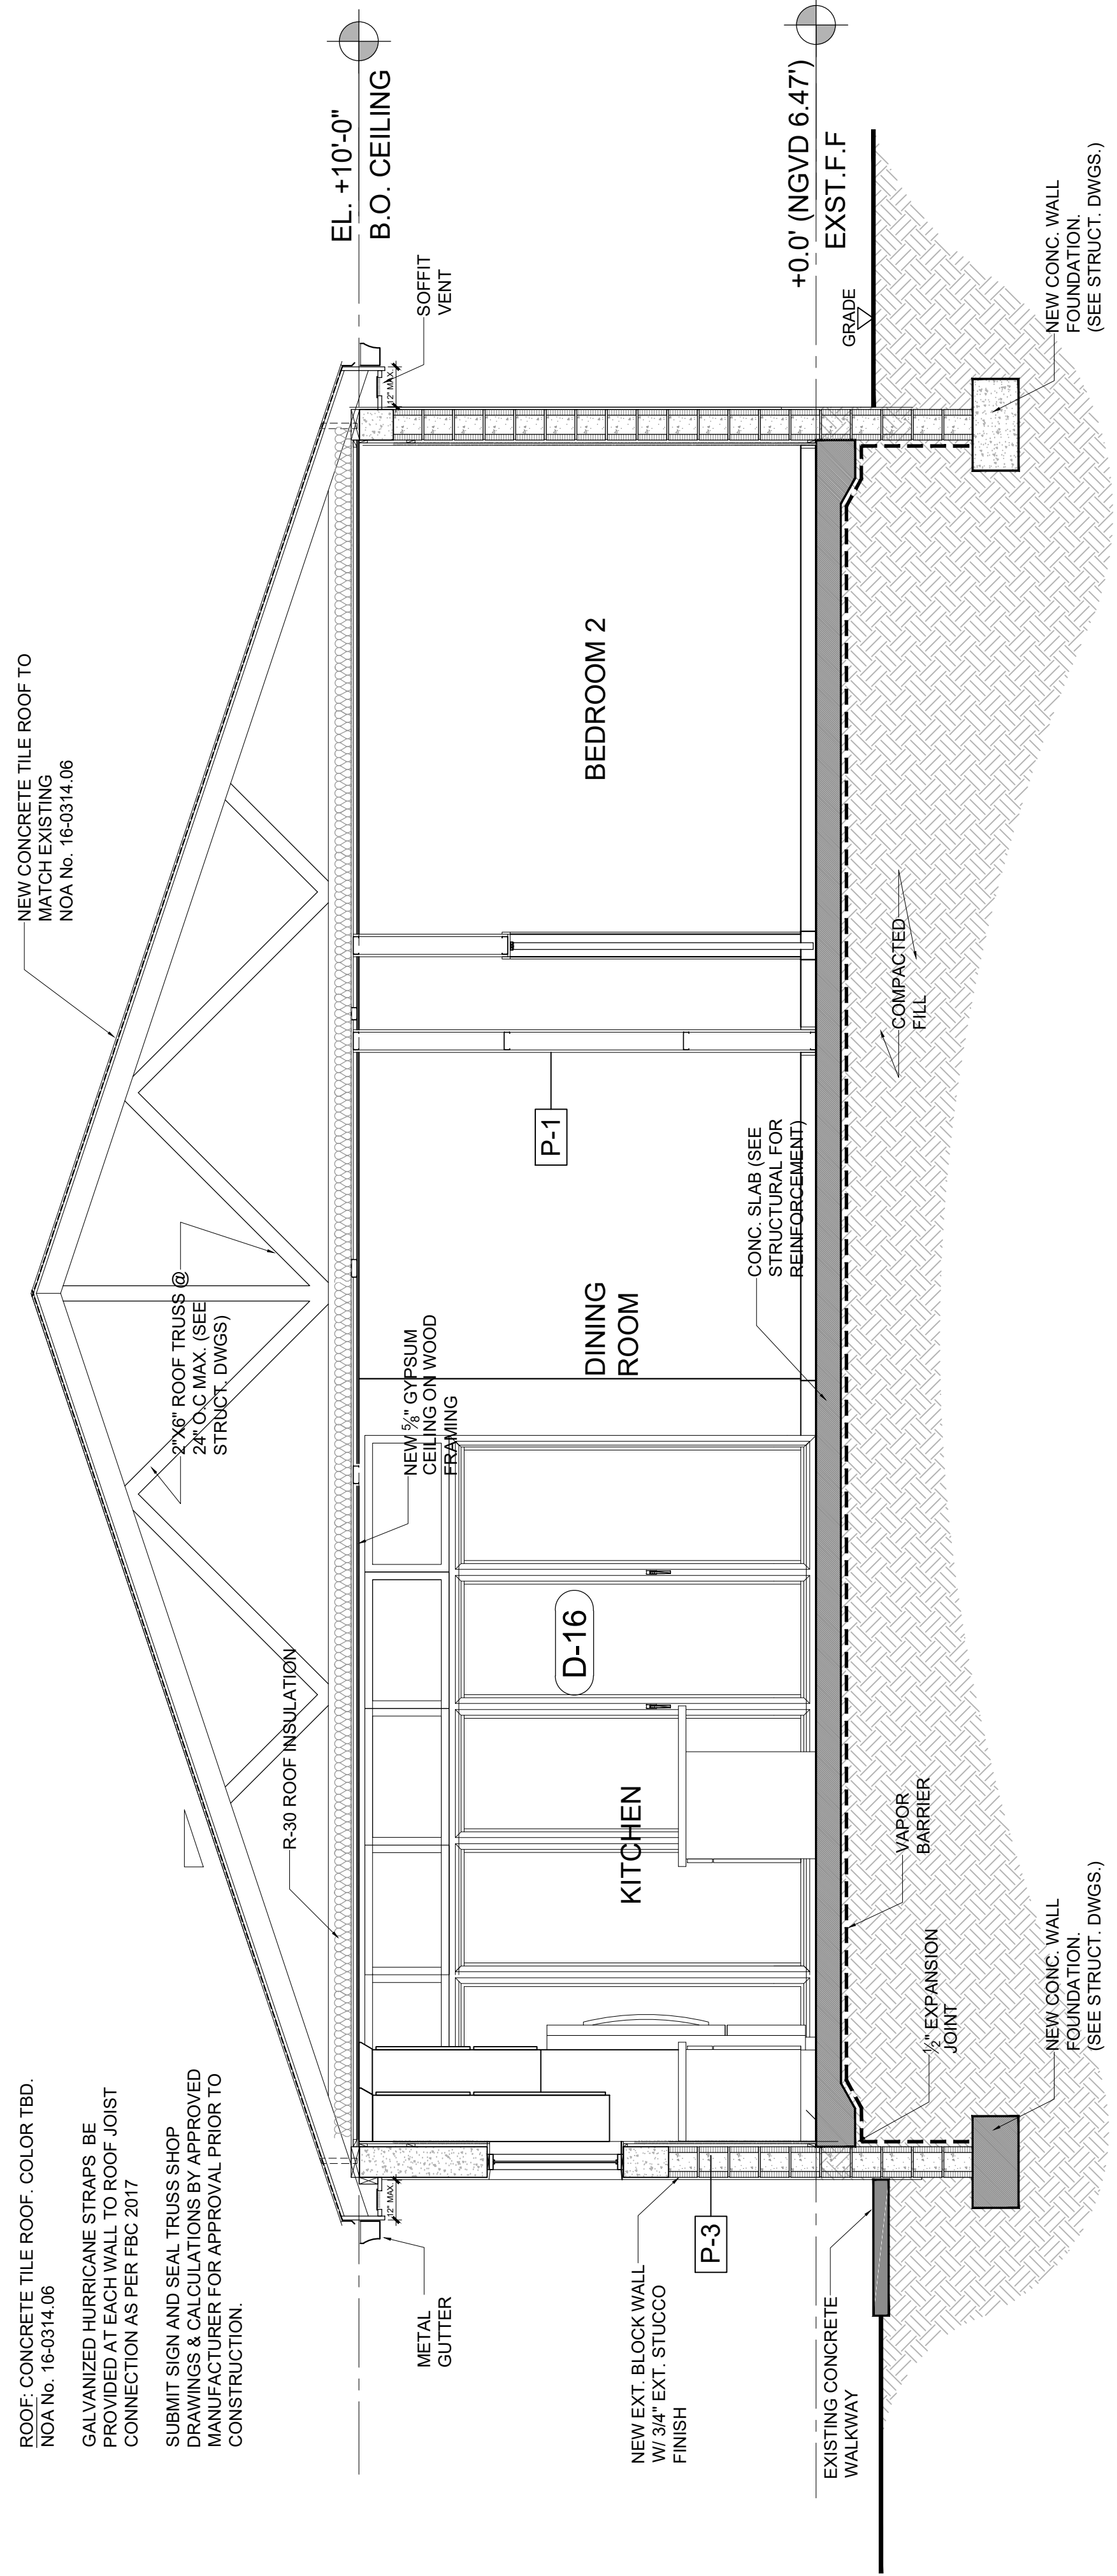 ROOF: CONCRETE TILE ROOF. COLOR TBD.
NOA No. 16-0314.06
GALVANIZED HURRICANE STRAPS BE
PROVIDED AT EACH WALL TO ROOF JOIST
CONNECTION AS PER FBC 2017
SUBMIT SIGN AND SEAL TRUSS SHOP
DRAWINGS & CALCULATIONS BY APPROVED
MANUFACTURER FOR APPROVAL PRIOR TO
CONSTRUCTION.
NEW CONCRETE TILE ROOF TO
MATCH EXISTING
NOA No. 16-0314.06
2"X6" ROOF TRUSS @
24" O.C MAX. (SEE
STRUCT. DWGS)
R-30 ROOF INSULATION
EL. +10'-0"
B.O. CEILING
SOFFIT
VENT
12" MAX.
12" MAX.
METAL
GUTTER
NEW 5/8" GYPSUM
CEILING ON WOOD
FRAMING
P-1
D-16
KITCHEN
DINING
ROOM
BEDROOM 2
NEW EXT. BLOCK WALL
W/ 3/4" EXT. STUCCO
FINISH
P-3
CONC. SLAB (SEE
STRUCTURAL FOR
REINFORCEMENT)
+0.0' (NGVD 6.47')
EXST.F.F
GRADE
EXISTING CONCRETE
WALKWAY
1/2" EXPANSION
JOINT
VAPOR
BARRIER
COMPACTED
FILL
NEW CONC. WALL
FOUNDATION.
(SEE STRUCT. DWGS.)
NEW CONC. WALL
FOUNDATION.
(SEE STRUCT. DWGS.)